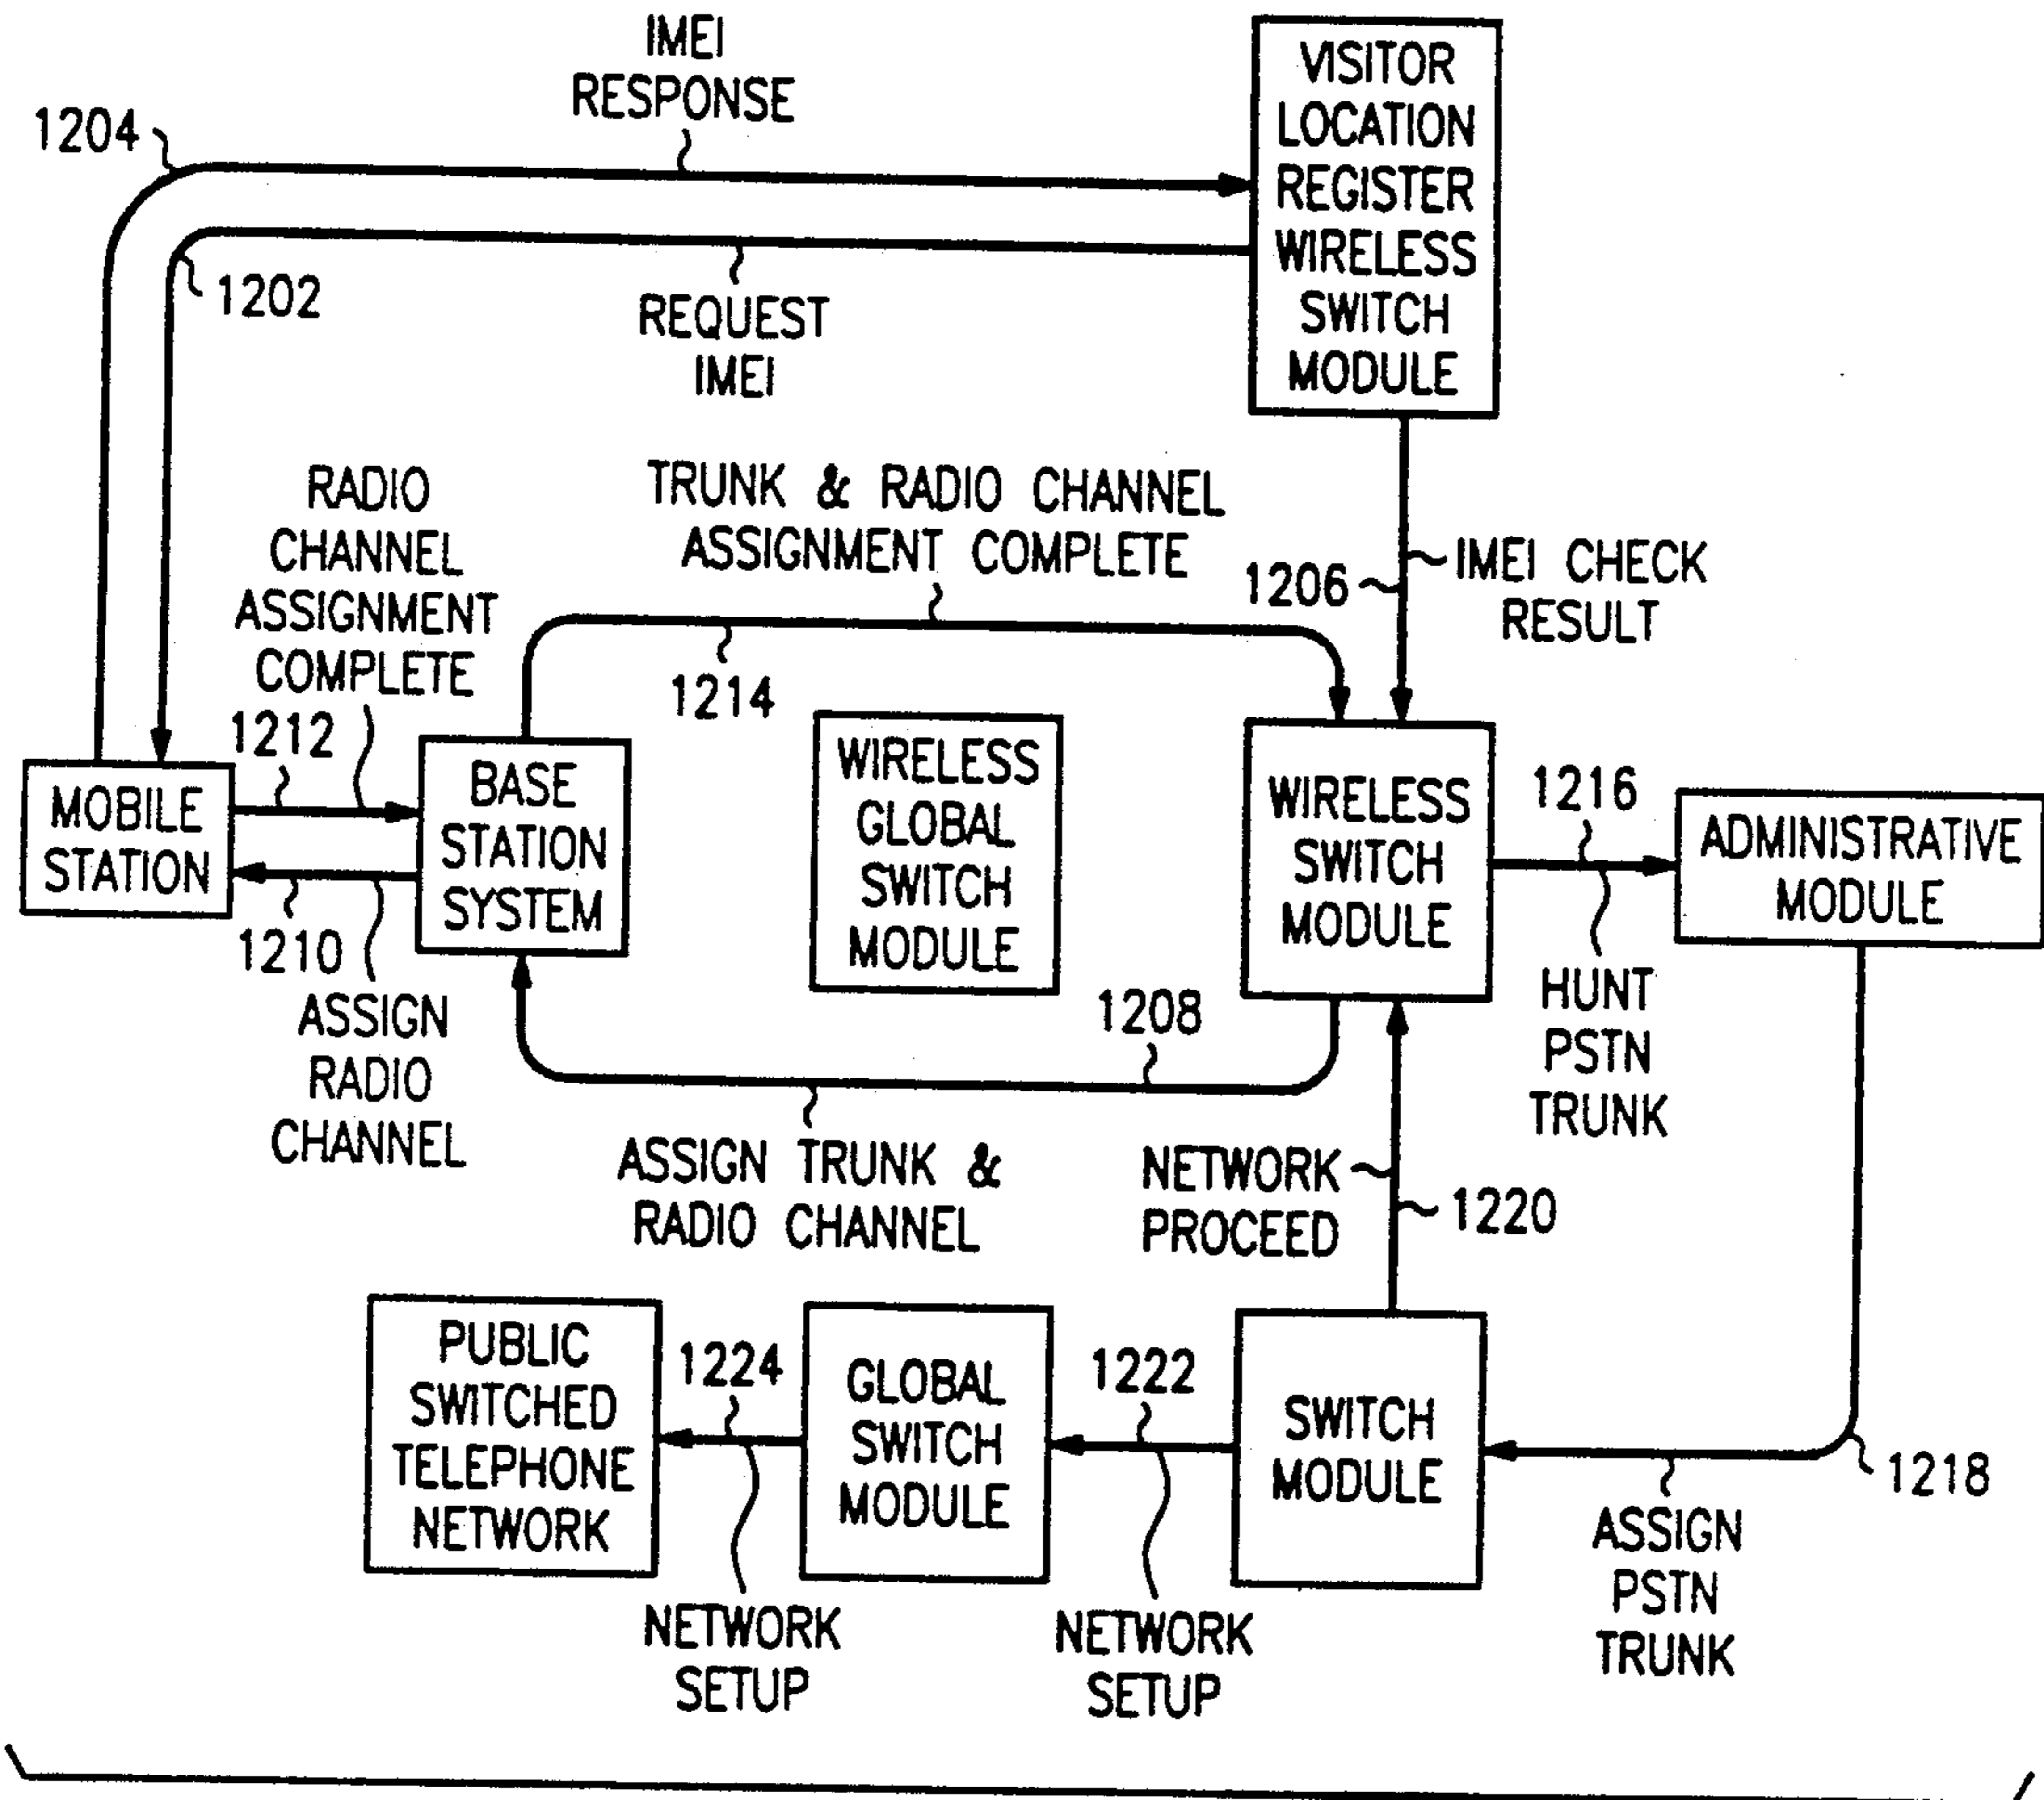 IMEI
RESPONSE
VISITOR
LOCATION
REGISTER
WIRELESS
SWITCH
MODULE
1204
1202
REQUEST
IMEI
RADIO
CHANNEL
ASSIGNMENT
COMPLETE
TRUNK & RADIO CHANNEL
ASSIGNMENT COMPLETE
1206
IMEI CHECK
RESULT
1214
1212
MOBILE
STATION
BASE
STATION
SYSTEM
WIRELESS
GLOBAL
SWITCH
MODULE
WIRELESS
SWITCH
MODULE
1216
ADMINISTRATIVE
MODULE
1210
ASSIGN
RADIO
CHANNEL
1208
HUNT
PSTN
TRUNK
ASSIGN TRUNK &
RADIO CHANNEL
NETWORK
PROCEED
1220
PUBLIC
SWITCHED
TELEPHONE
NETWORK
1224
GLOBAL
SWITCH
MODULE
1222
SWITCH
MODULE
1218
NETWORK
SETUP
NETWORK
SETUP
ASSIGN
PSTN
TRUNK